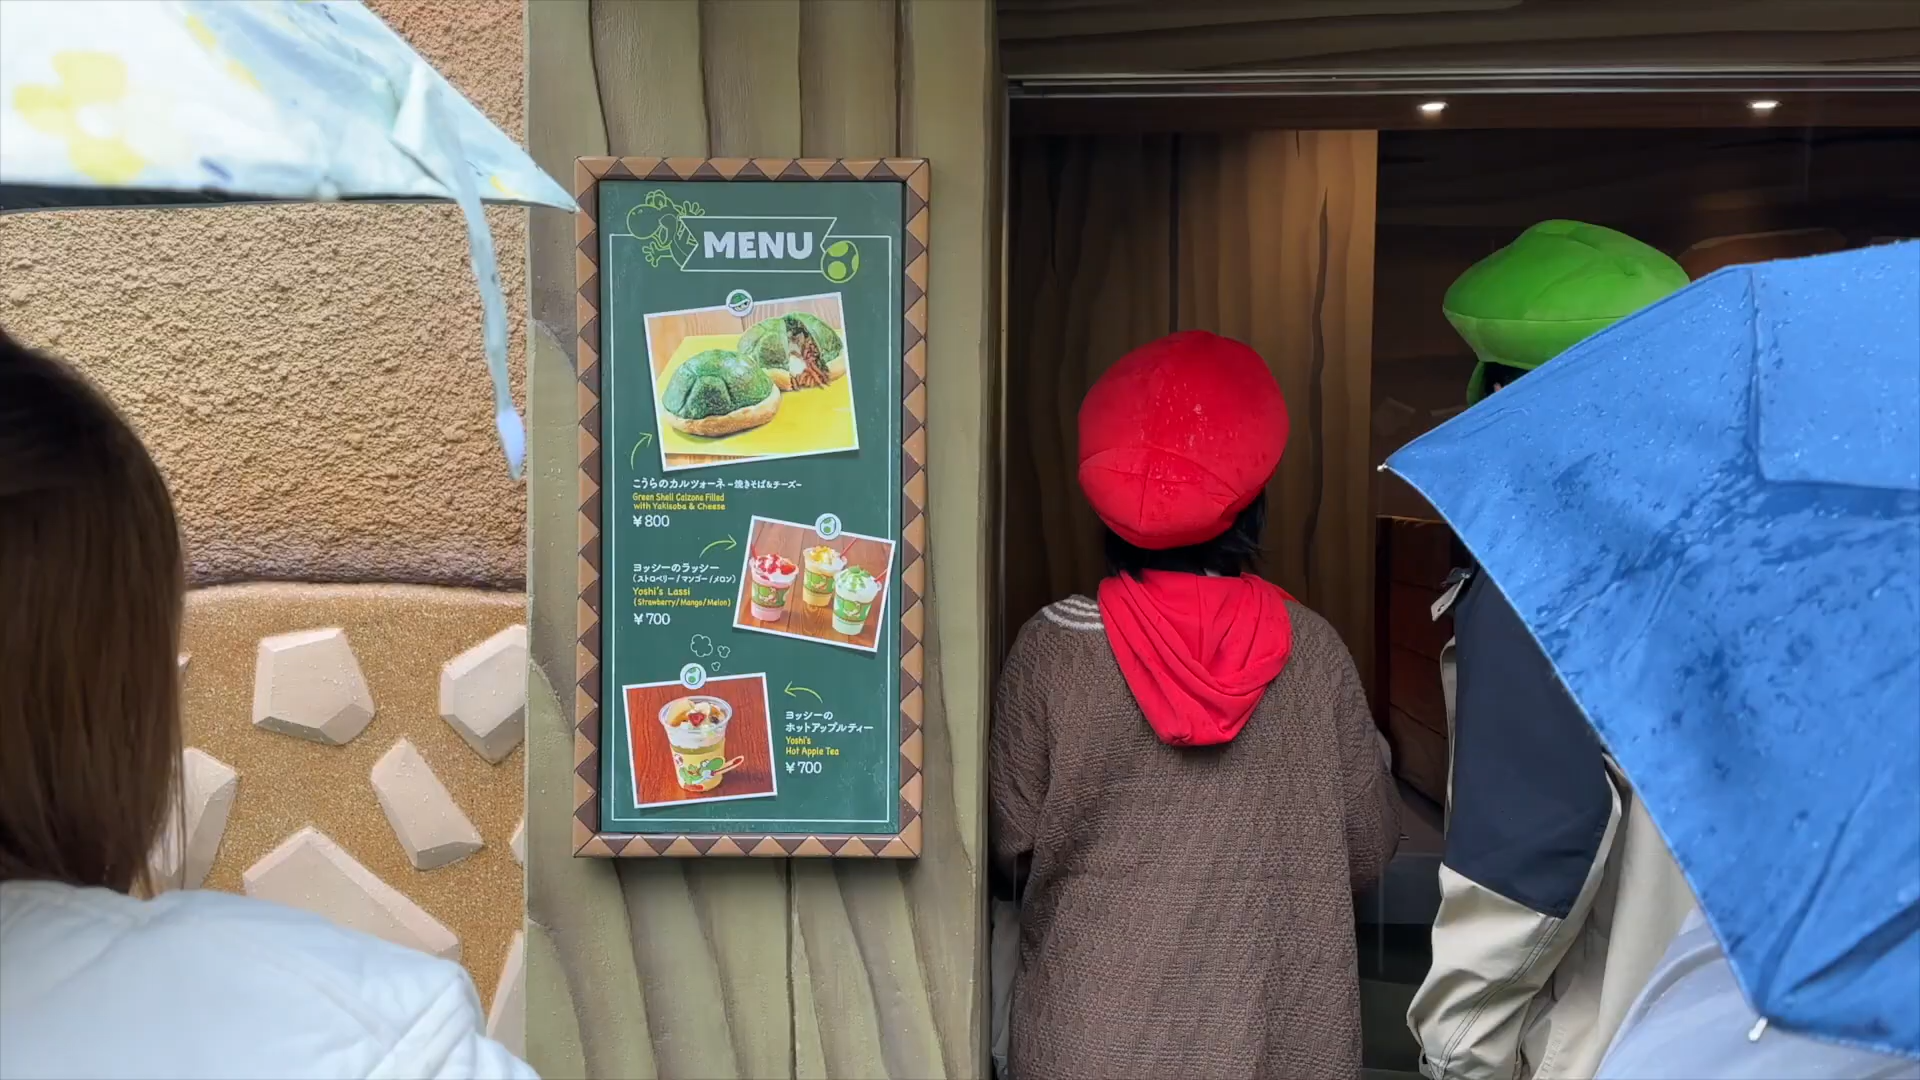 MENU
こうらのカルツォーネ -焼きそば&チーズ-
Green Shell Calzone Filled
with Yakisoba & Cheese
¥800
ヨッシーのラッシー
(ストロベリー/マンゴー/メロン)
Yoshi's Lassi
(Strawberry/Mango/Melon)
¥700
ヨッシーの
ホットアップルティー
Yoshi's
Hot Apple Tea
¥700